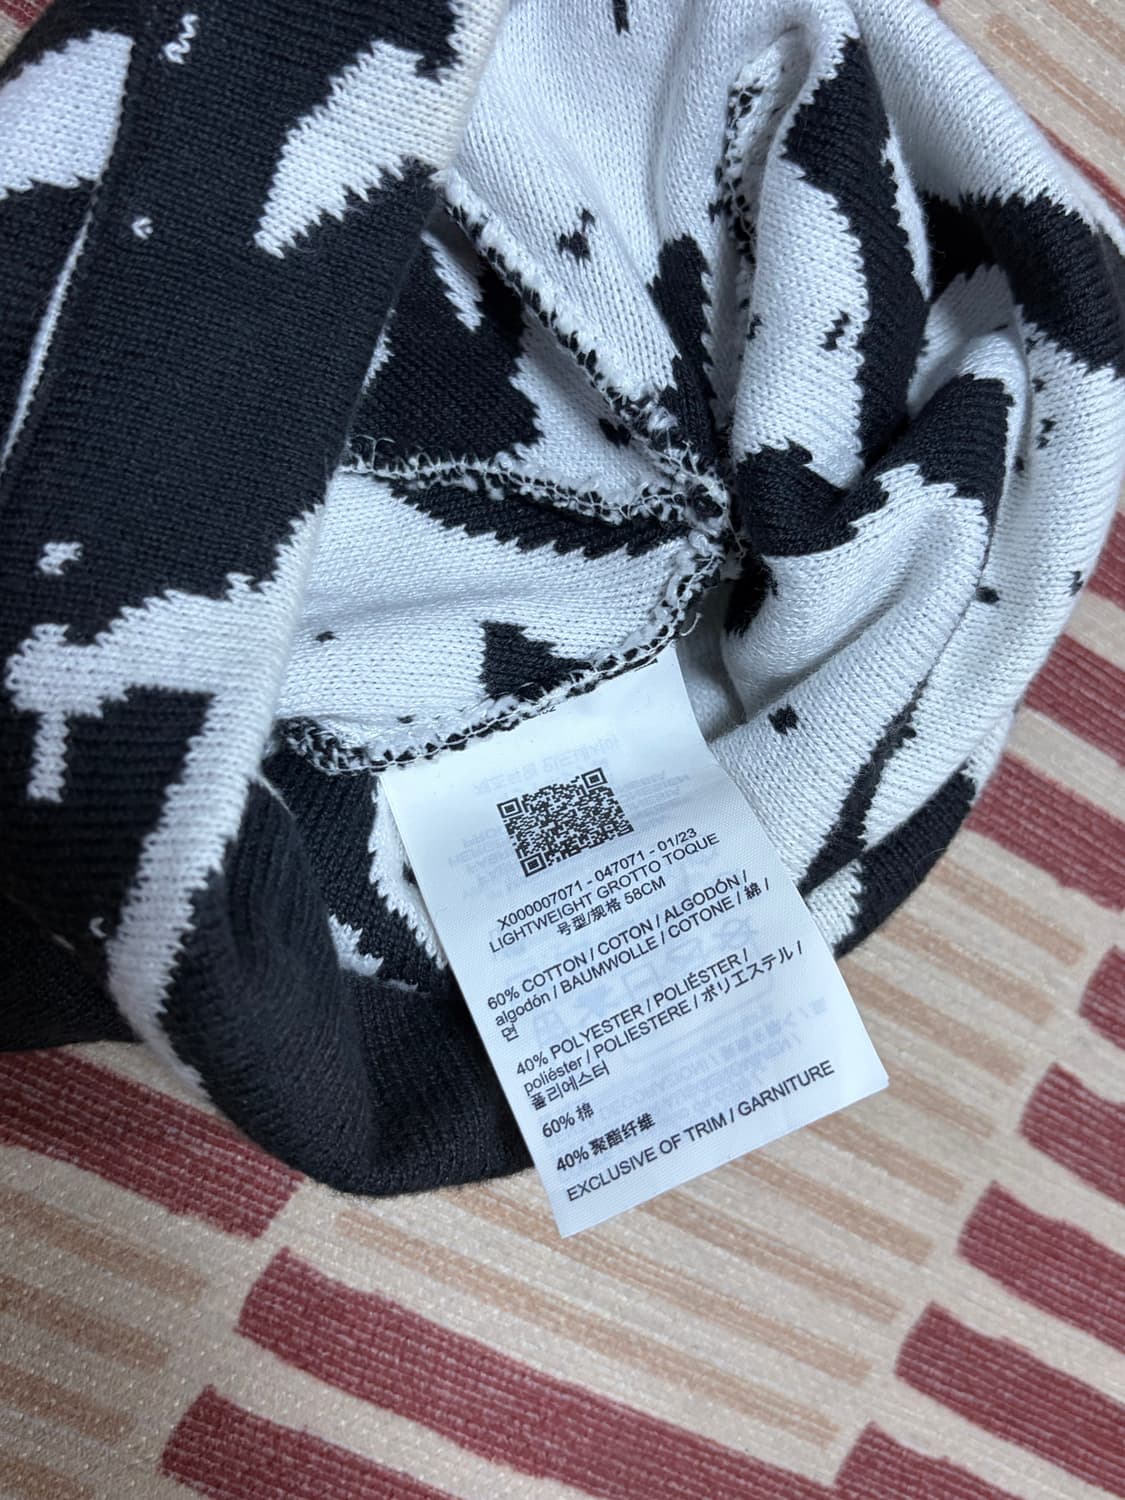 X000007071 - 047071 - 01/23
LIGHTWEIGHT GROTTO TOQUE
号型/规格 58CM
60% COTTON / COTON / ALGODÓN /
algodón / BAUMWOLLE / COTONE / 綿 /
면
40% POLYESTER / POLIÉSTER /
poliéster / POLIESTERE / ポリエステル /
폴리에스터
60% 棉
40% 聚酯纤维
EXCLUSIVE OF TRIM / GARNITURE